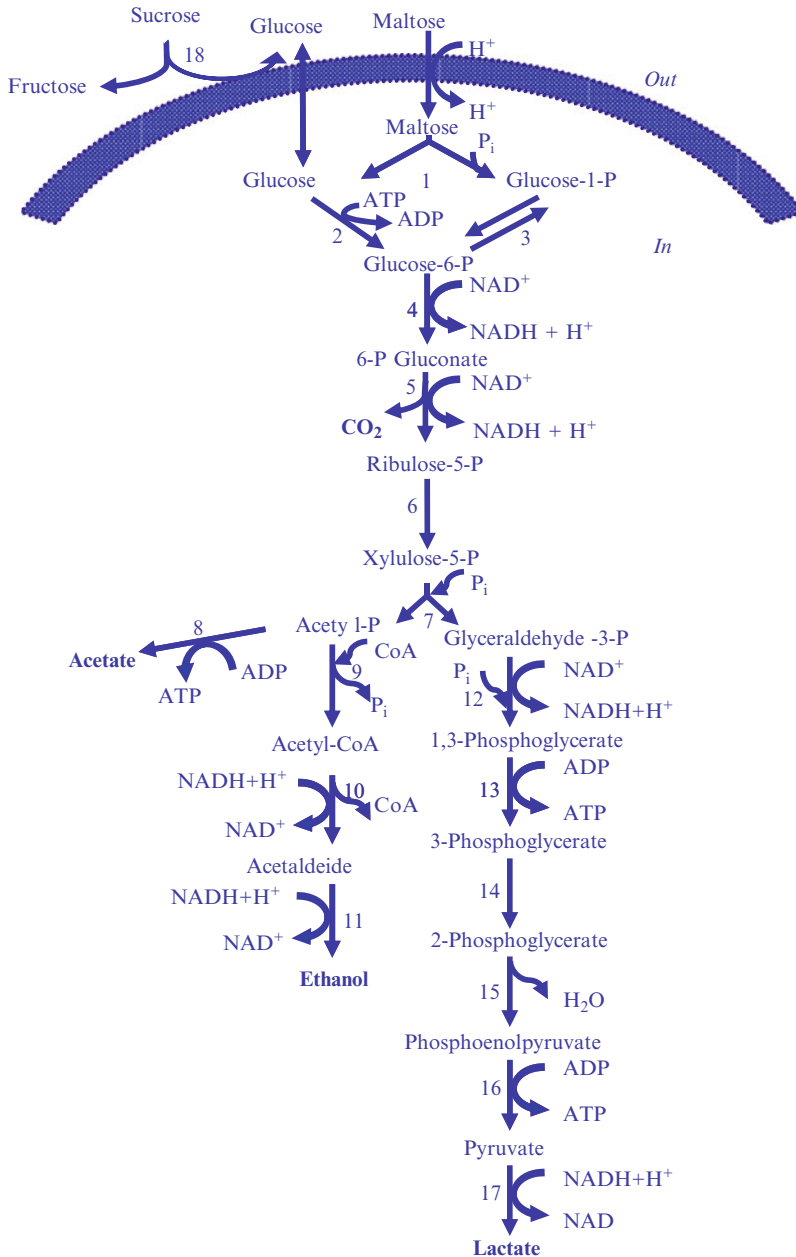 Sucrose
Glucose
Maltose
18
H⁺
Fructose
Out
H⁺
Maltose
Pᵢ
Glucose
1
Glucose-1-P
ATP
ADP
2
3
In
Glucose-6-P
NAD⁺
4
NADH + H⁺
6-P Gluconate
5
NAD⁺
CO₂
NADH + H⁺
Ribulose-5-P
6
Xylulose-5-P
Pᵢ
7
8
Acety l-P
Glyceraldehyde -3-P
Acetate
CoA
ADP
ATP
9
Pᵢ
Pᵢ
NAD⁺
12
NADH+H⁺
Acetyl-CoA
1,3-Phosphoglycerate
NADH+H⁺
10
CoA
ADP
13
NAD⁺
ATP
Acetaldeide
3-Phosphoglycerate
NADH+H⁺
11
14
NAD⁺
2-Phosphoglycerate
Ethanol
15
H₂O
Phosphoenolpyruvate
ADP
16
ATP
Pyruvate
NADH+H⁺
17
NAD
Lactate